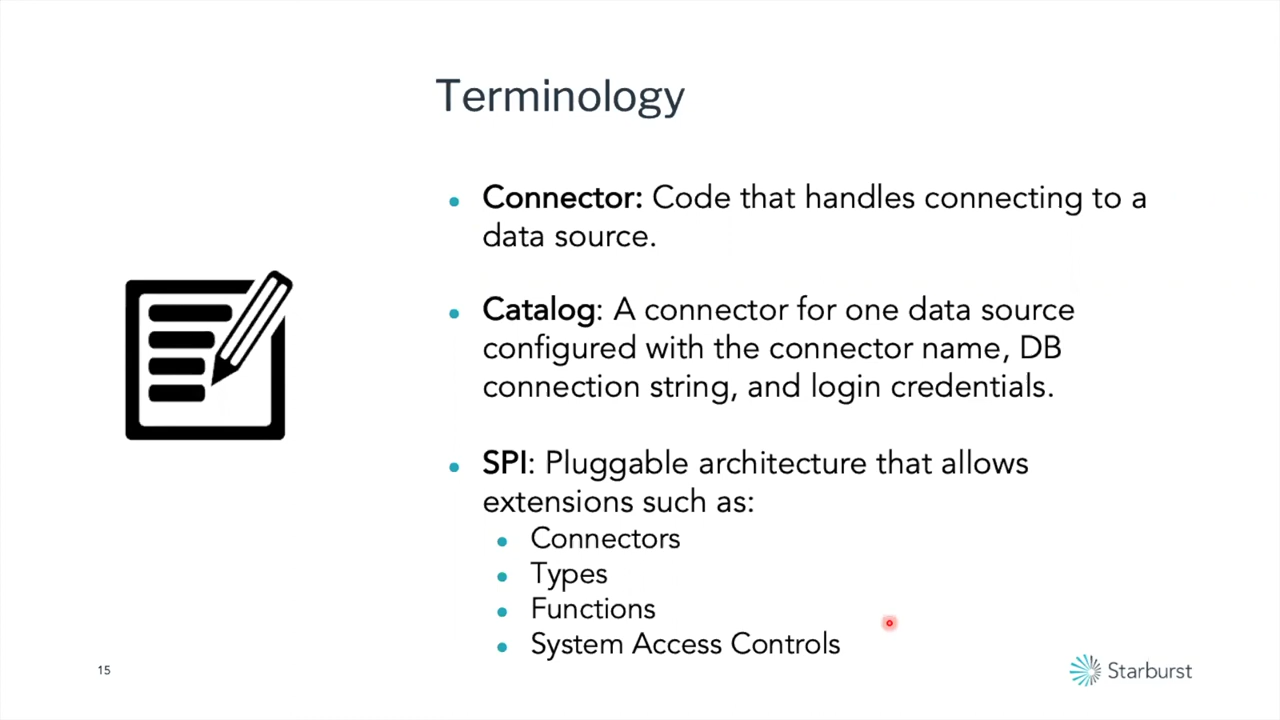 Terminology
Connector: Code that handles connecting to a
data source.
Catalog: A connector for one data source
configured with the connector name, DB
connection string, and login credentials.
SPI: Pluggable architecture that allows
extensions such as:
Connectors
Types
Functions
System Access Controls
15
Starburst